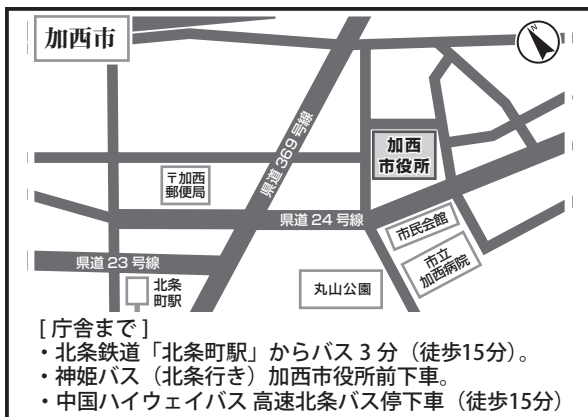 加西市
N
県道369号線
加西
市役所
〒加西
郵便局
県道24号線
市民会館
市立
加西病院
県道23号線
北条
町駅
丸山公園
[庁舎まで]
・北条鉄道「北条町駅」からバス3分（徒歩15分）。
・神姫バス（北条行き）加西市役所前下車。
・中国ハイウェイバス 高速北条バス停下車（徒歩15分）